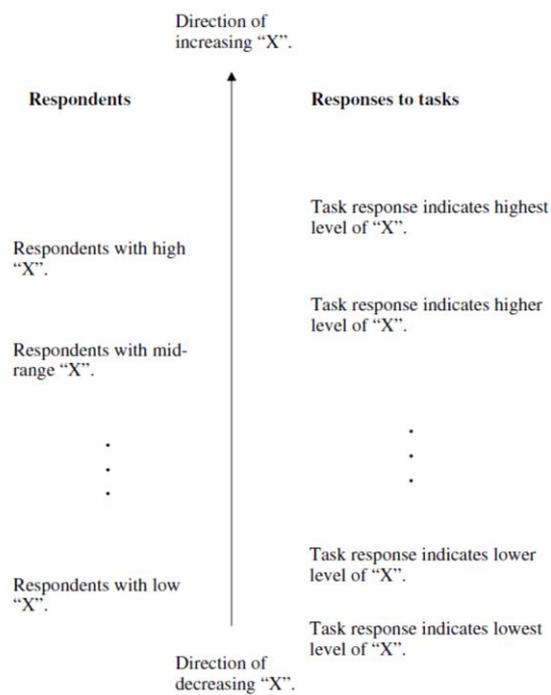 Direction of
increasing “X”.
Respondents
Responses to tasks
Task response indicates highest
level of “X”.
Respondents with high
“X”.
Task response indicates higher
level of “X”.
Respondents with mid-
range “X”.
Task response indicates lower
level of “X”.
Respondents with low
“X”.
Task response indicates lowest
level of “X”.
Direction of
decreasing “X”.